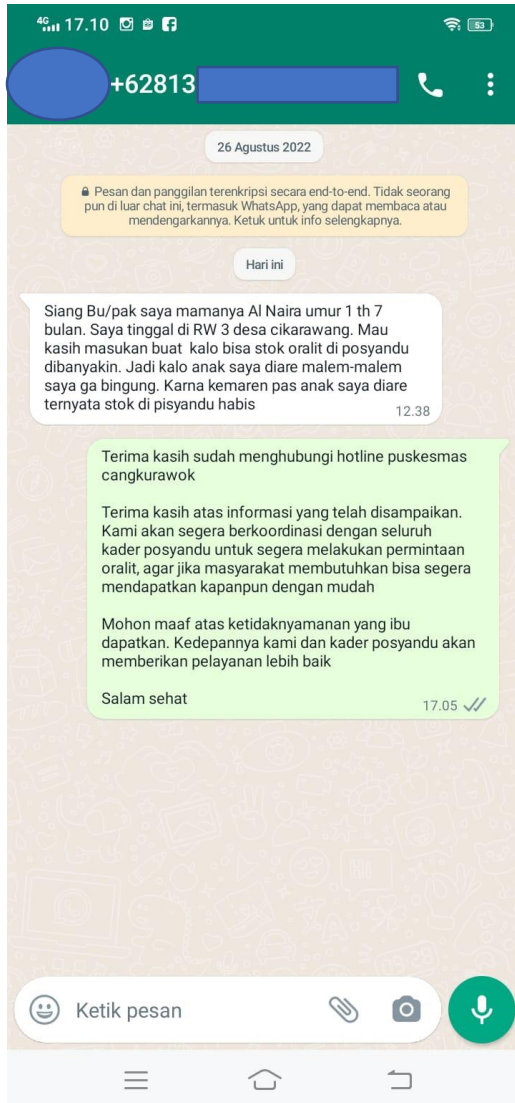 4G 17.10 53
+62813
26 Agustus 2022
Pesan dan panggilan terenkripsi secara end-to-end. Tidak seorang
pun di luar chat ini, termasuk WhatsApp, yang dapat membaca atau
mendengarkannya. Ketuk untuk info selengkapnya.
Hari ini
Siang Bu/pak saya mamanya Al Naira umur 1 th 7
bulan. Saya tinggal di RW 3 desa cikarawang. Mau
kasih masukan buat  kalo bisa stok oralit di posyandu
dibanyakin. Jadi kalo anak saya diare malem-malem
saya ga bingung. Karna kemaren pas anak saya diare
ternyata stok di pisyandu habis
12.38
Terima kasih sudah menghubungi hotline puskesmas
cangkurawok
Terima kasih atas informasi yang telah disampaikan.
Kami akan segera berkoordinasi dengan seluruh
kader posyandu untuk segera melakukan permintaan
oralit, agar jika masyarakat membutuhkan bisa segera
mendapatkan kapanpun dengan mudah
Mohon maaf atas ketidaknyamanan yang ibu
dapatkan. Kedepannya kami dan kader posyandu akan
memberikan pelayanan lebih baik
Salam sehat
17.05
Ketik pesan